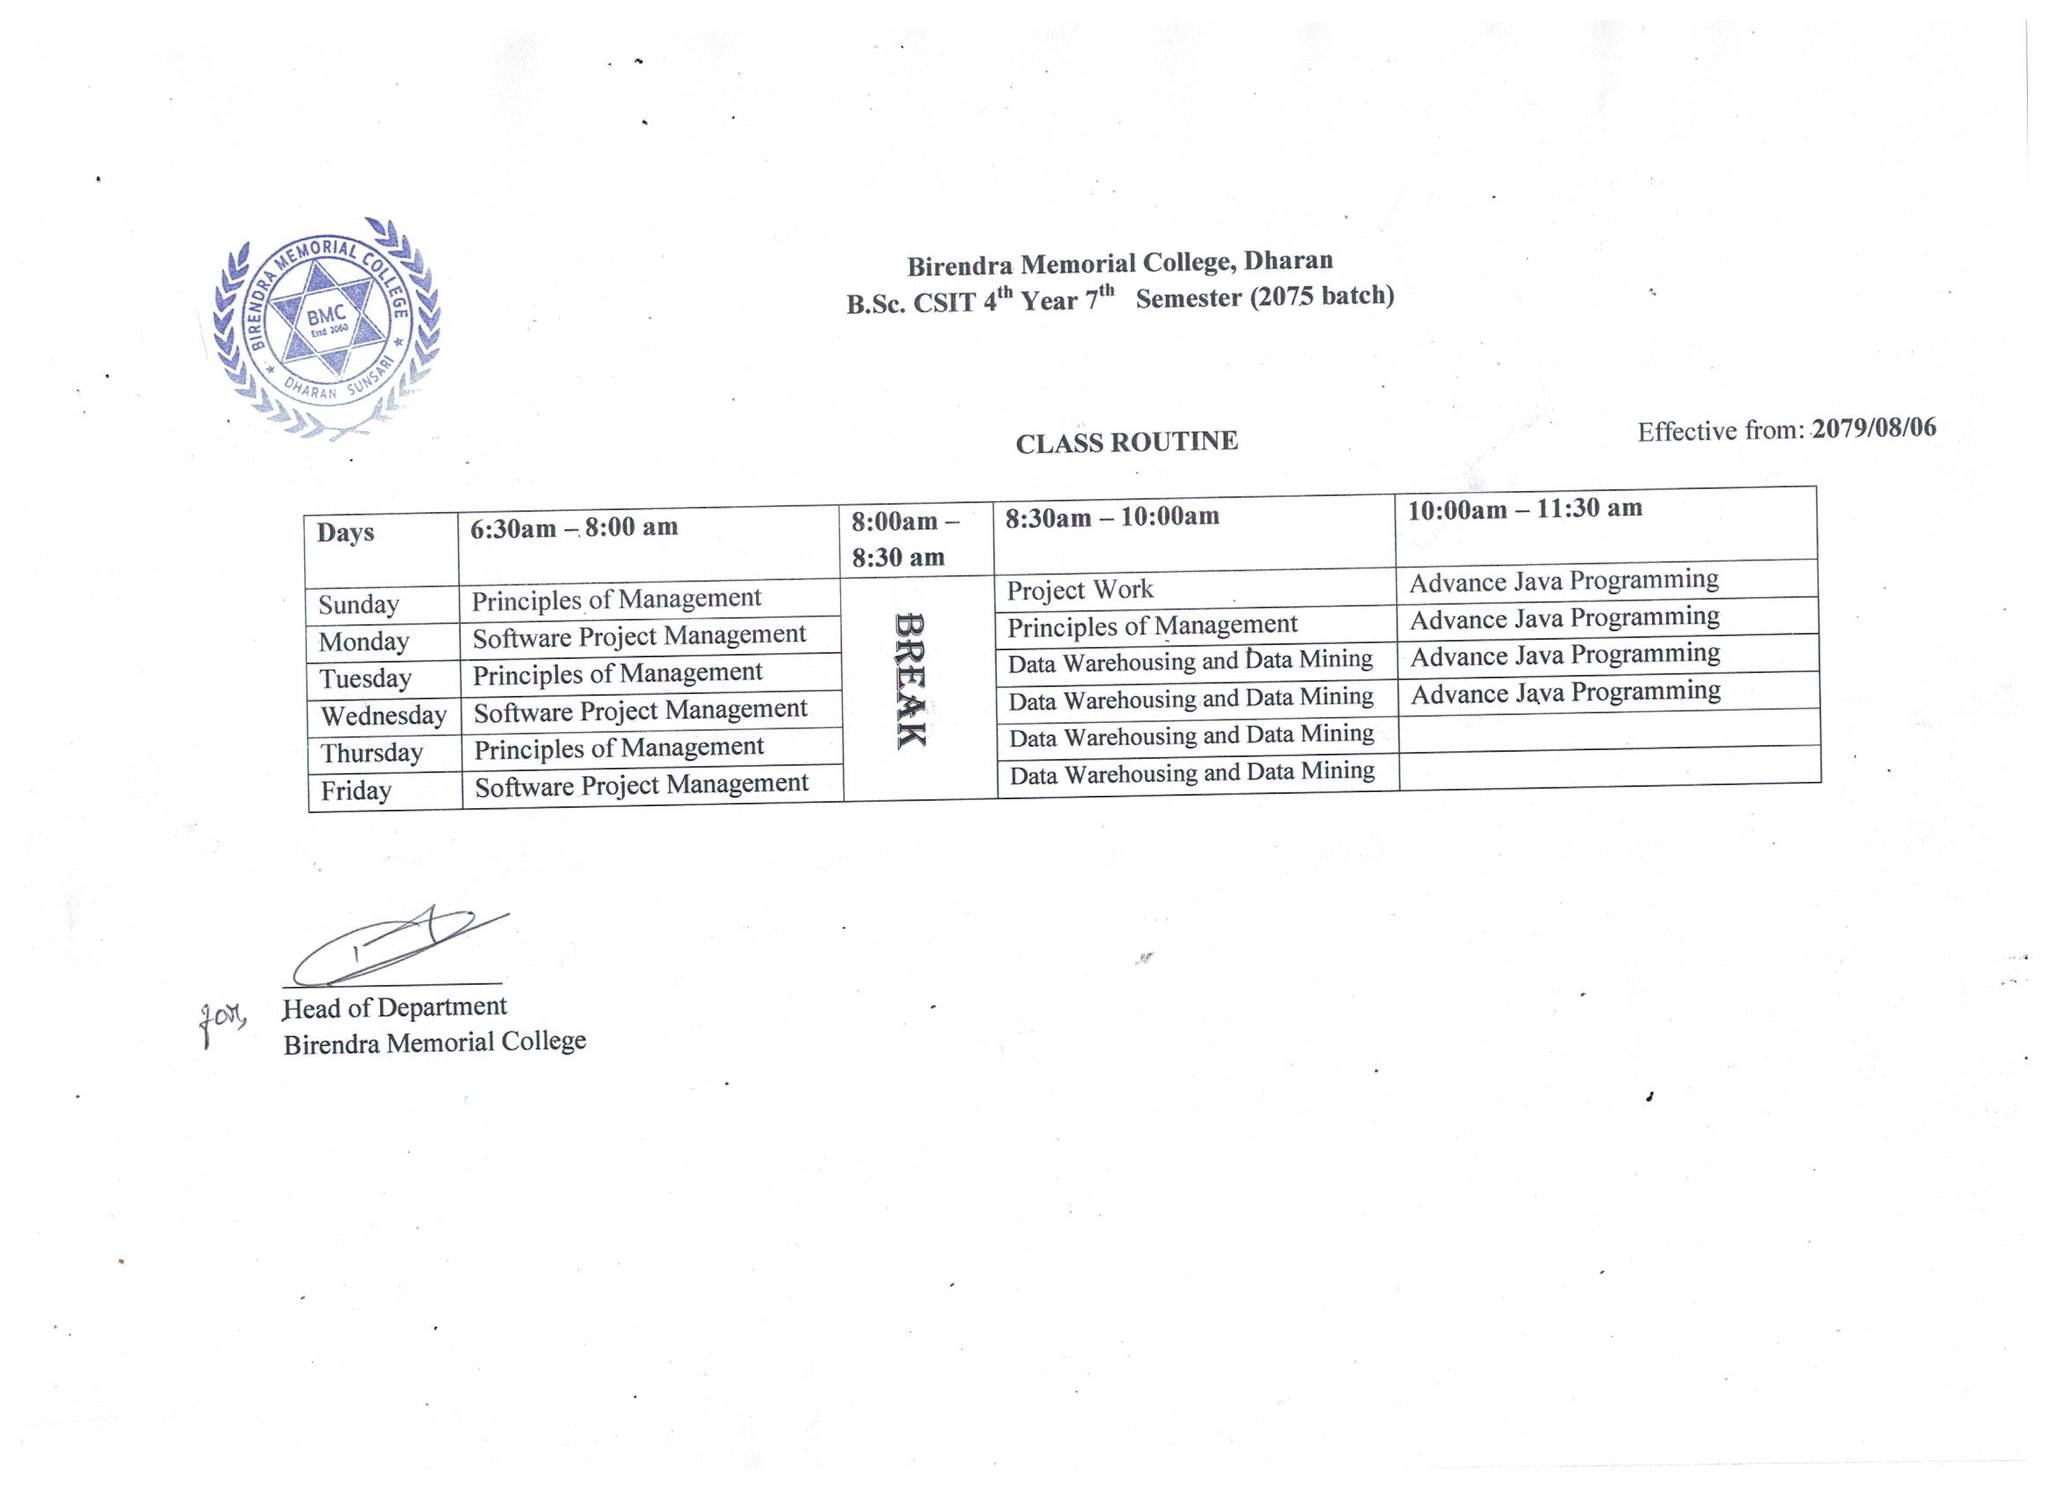 BIRENDRA MEMORIAL COLLEGE
BMC
Estd 2060
★ DHARAN SUNSARI ★
Birendra Memorial College, Dharan
B.Sc. CSIT 4th Year 7th Semester (2075 batch)
CLASS ROUTINE
Effective from: 2079/08/06
Days 6:30am – 8:00 am 8:00am – 8:30 am 8:30am – 10:00am 10:00am – 11:30 am
BREAK
Sunday Principles of Management Project Work Advance Java Programming
Monday Software Project Management Principles of Management Advance Java Programming
Tuesday Principles of Management Data Warehousing and Data Mining Advance Java Programming
Wednesday Software Project Management Data Warehousing and Data Mining Advance Java Programming
Thursday Principles of Management Data Warehousing and Data Mining
Friday Software Project Management Data Warehousing and Data Mining
for, Head of Department
Birendra Memorial College